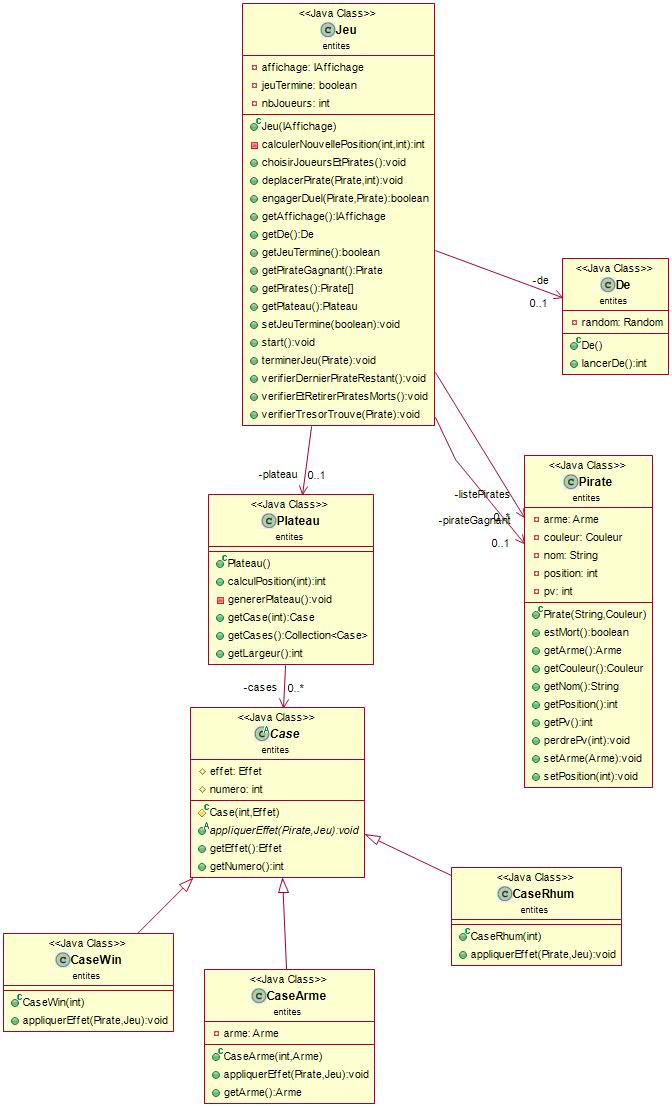 <<Java Class>>
Jeu
entites
affichage: IAffichage
jeuTermine: boolean
nbJoueurs: int
Jeu(IAffichage)
calculerNouvellePosition(int,int):int
choisirJoueursEtPirates():void
deplacerPirate(Pirate,int):void
engagerDuel(Pirate,Pirate):boolean
getAffichage():IAffichage
getDe():De
getJeuTermine():boolean
getPirateGagnant():Pirate
getPirates():Pirate[]
getPlateau():Plateau
setJeuTermine(boolean):void
start():void
terminerJeu(Pirate):void
verifierDernierPirateRestant():void
verifierEtRetirerPiratesMorts():void
verifierTresorTrouve(Pirate):void
-de
0..1
<<Java Class>>
De
entites
random: Random
De()
lancerDe():int
-listePirates
0..*
-pirateGagnant
0..1
<<Java Class>>
Pirate
entites
arme: Arme
couleur: Couleur
nom: String
position: int
pv: int
Pirate(String,Couleur)
estMort():boolean
getArme():Arme
getCouleur():Couleur
getNom():String
getPosition():int
getPv():int
perdrePv(int):void
setArme(Arme):void
setPosition(int):void
-plateau 0..1
<<Java Class>>
Plateau
entites
Plateau()
calculPosition(int):int
genererPlateau():void
getCase(int):Case
getCases():Collection<Case>
getLargeur():int
-cases 0..*
<<Java Class>>
Case
entites
effet: Effet
numero: int
Case(int,Effet)
appliquerEffet(Pirate,Jeu):void
getEffet():Effet
getNumero():int
<<Java Class>>
CaseRhum
entites
CaseRhum(int)
appliquerEffet(Pirate,Jeu):void
<<Java Class>>
CaseWin
entites
CaseWin(int)
appliquerEffet(Pirate,Jeu):void
<<Java Class>>
CaseArme
entites
arme: Arme
CaseArme(int,Arme)
appliquerEffet(Pirate,Jeu):void
getArme():Arme